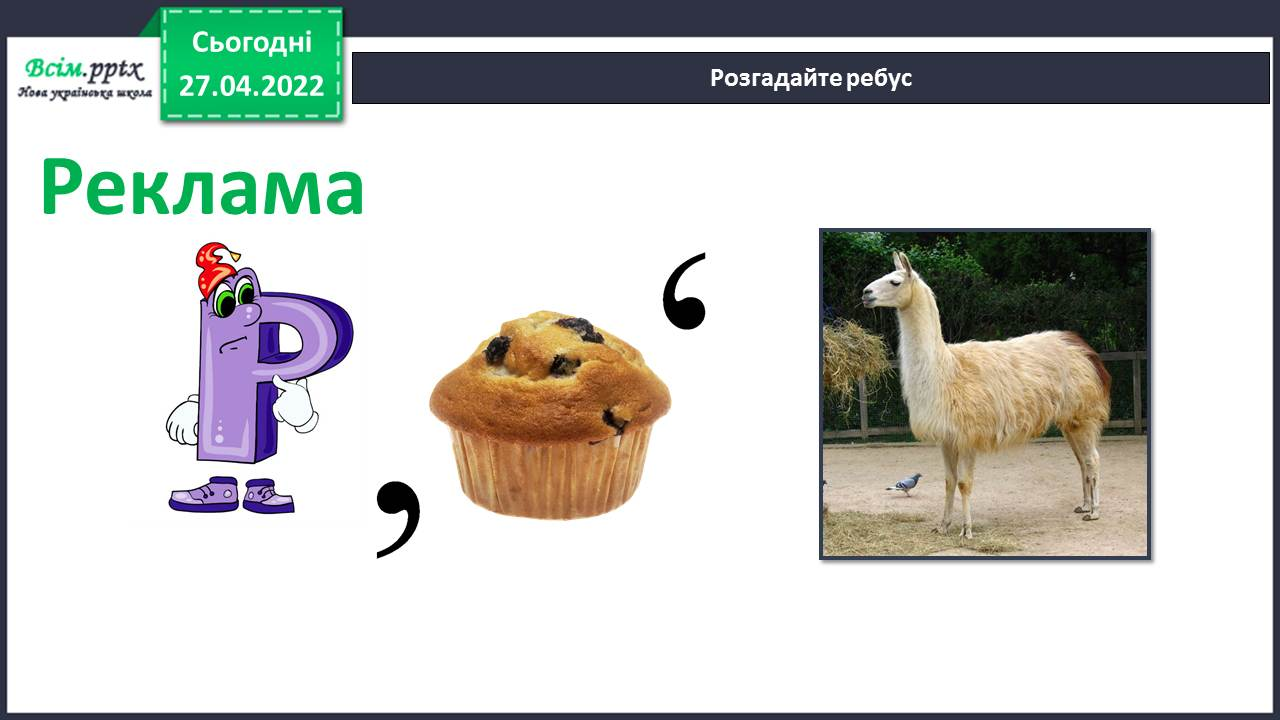 Всім.pptx
Нова українська школа
Сьогодні
27.04.2022
Розгадайте ребус
Реклама
Р
,
‘